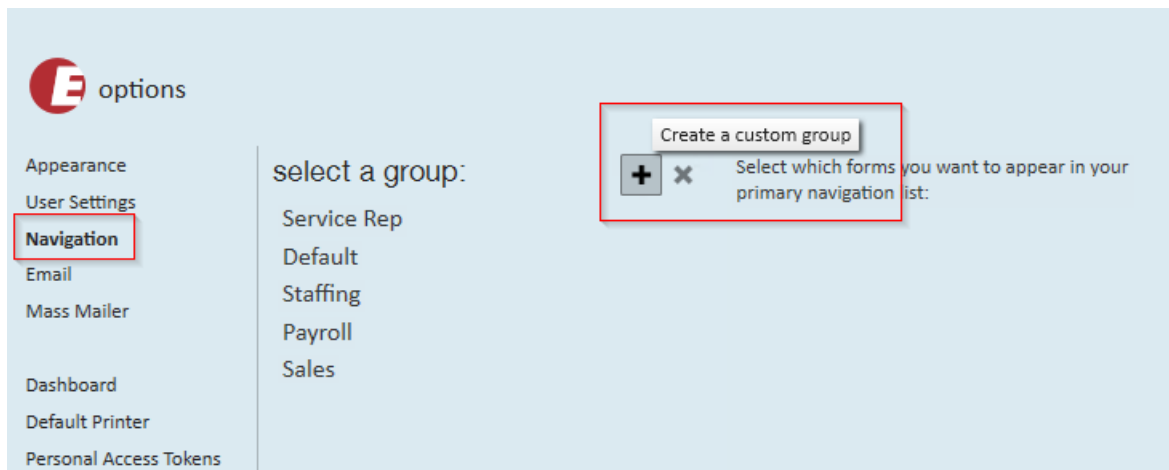 E options
Appearance
User Settings
Navigation
Email
Mass Mailer
Dashboard
Default Printer
Personal Access Tokens
select a group:
Service Rep
Default
Staffing
Payroll
Sales
Create a custom group
Select which forms you want to appear in your
primary navigation list: